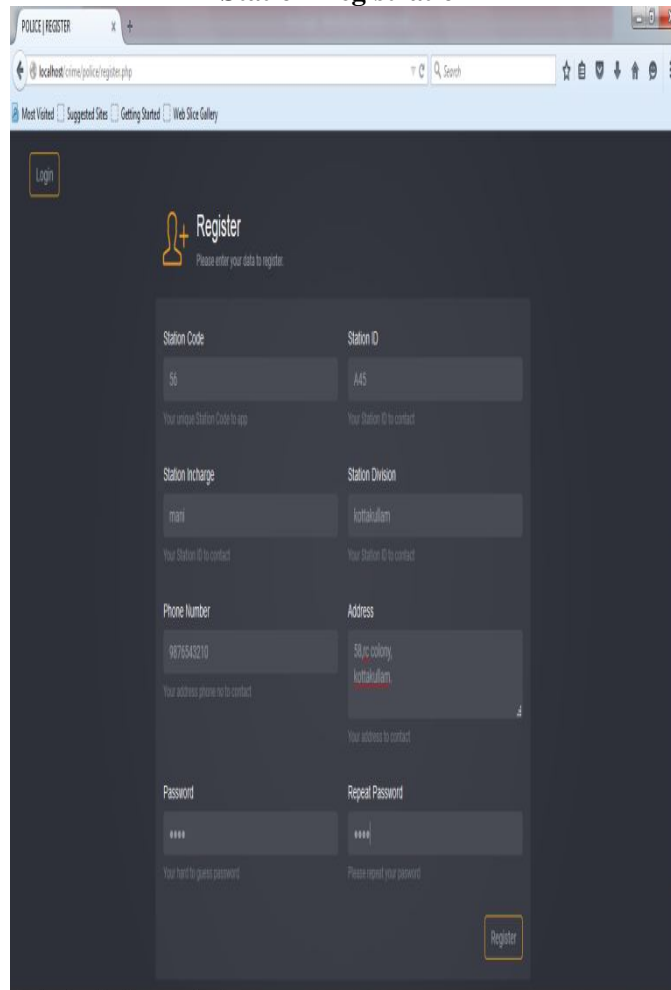 POLICE | REGISTER x +
localhost/crime/police/register.php Search
Most Visited Suggested Sites Getting Started Web Slice Gallery
Login
Register
Please enter your data to register.
Station Code Station ID
56 A45
Your unique Station Code to app Your Station ID to contact
Station Incharge Station Division
mani kottakullam
Your Station ID to contact Your Station ID to contact
Phone Number Address
9876543210 58,rc colony,
kottakullam.
Your address phone no to contact
Your address to contact
Password Repeat Password
Your hard to guess password Please repeat your password
Register